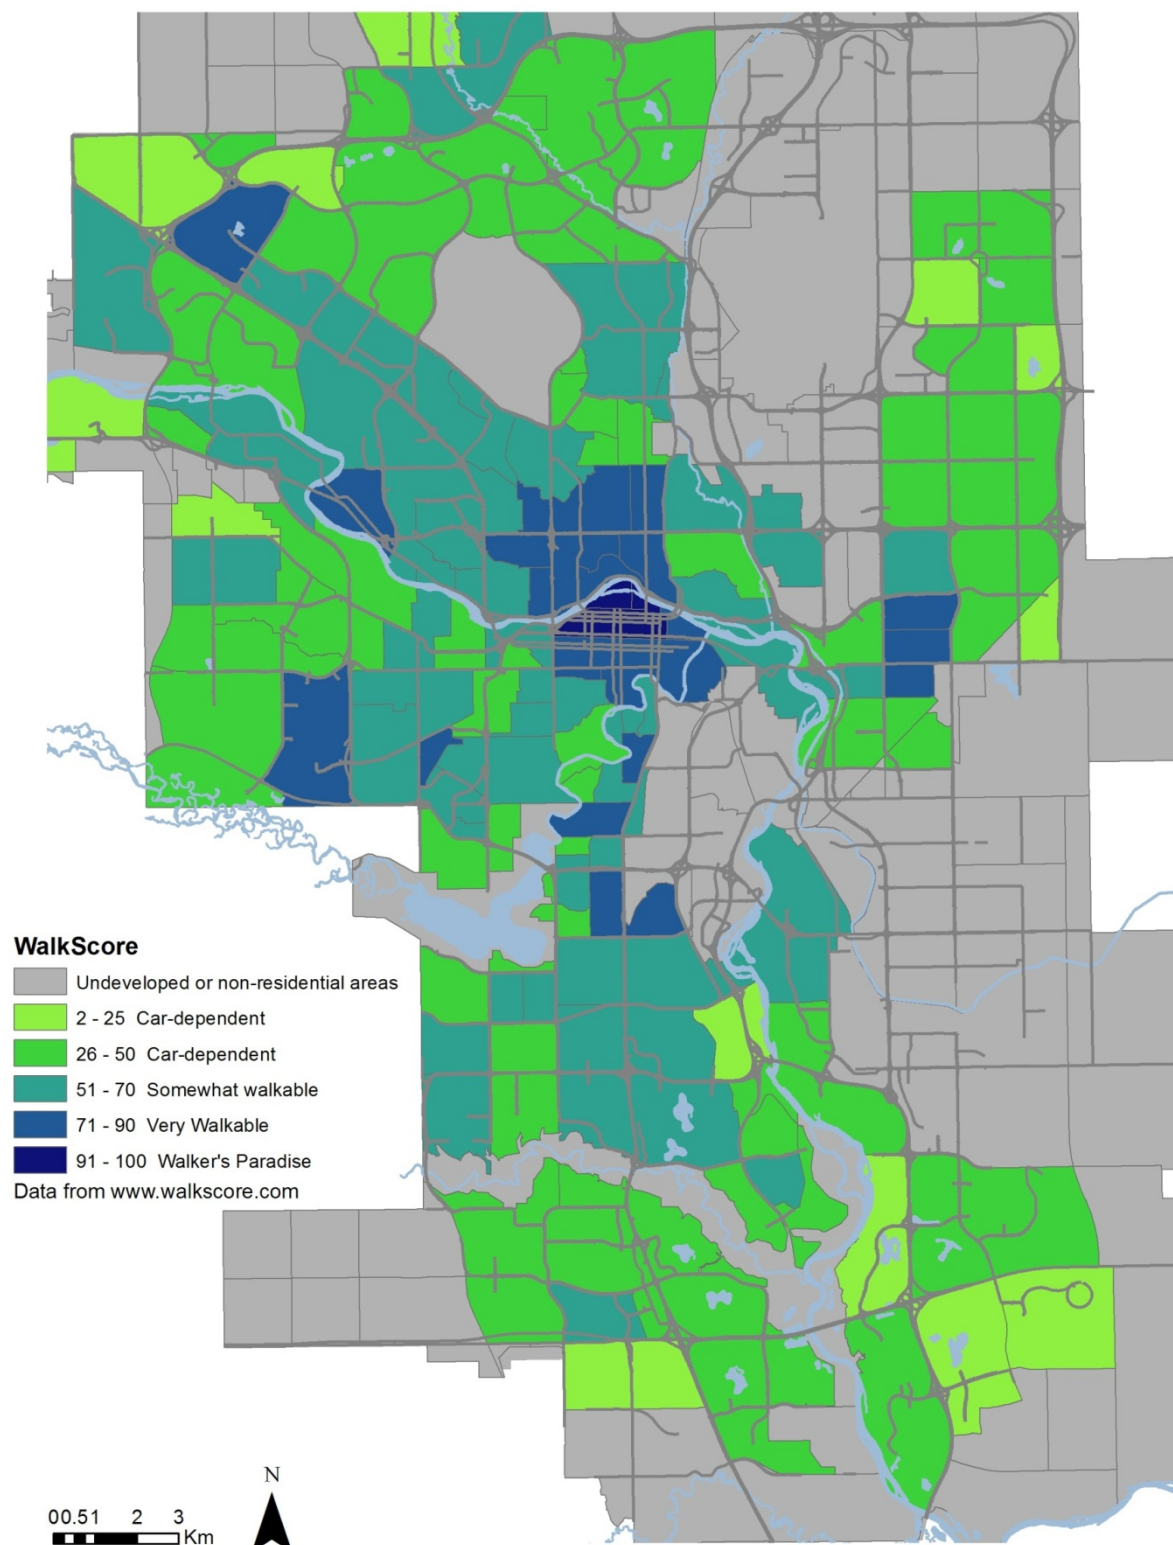 WalkScore
Undeveloped or non-residential areas
2 - 25 Car-dependent
26 - 50 Car-dependent
51 - 70 Somewhat walkable
71 - 90 Very Walkable
91 - 100 Walker's Paradise
Data from www.walkscore.com
N
00.51 2 3
Km